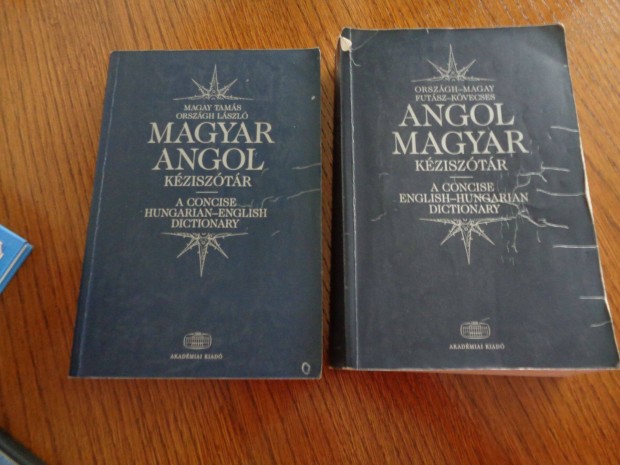 MAGAY TAMÁS
ORSZÁGH LÁSZLÓ
MAGYAR
ANGOL
KÉZISZÓTÁR
A CONCISE
HUNGARIAN–ENGLISH
DICTIONARY
AKADÉMIAI KIADÓ
ORSZÁGH–MAGAY
FUTÁSZ–KÖVECSES
ANGOL
MAGYAR
KÉZISZÓTÁR
A CONCISE
ENGLISH–HUNGARIAN
DICTIONARY
AKADÉMIAI KIADÓ